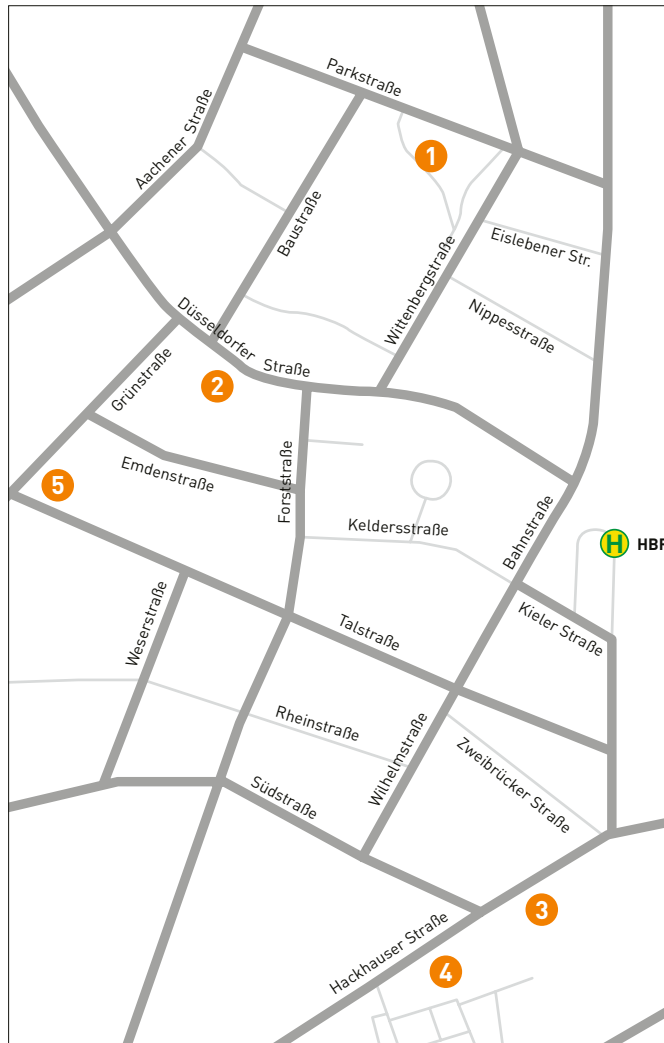 Parkstraße
Aachener Straße
1
Baustraße
Eislebener Str.
Wittenbergstraße
Nippesstraße
Düsseldorfer Straße
Grünstraße
2
Emdenstraße
5
Forststraße
Keldersstraße
Bahnstraße
H HBF
Kieler Straße
Weserstraße
Talstraße
Rheinstraße
Wilhelmstraße
Zweibrücker Straße
Südstraße
3
Hackhauser Straße
4